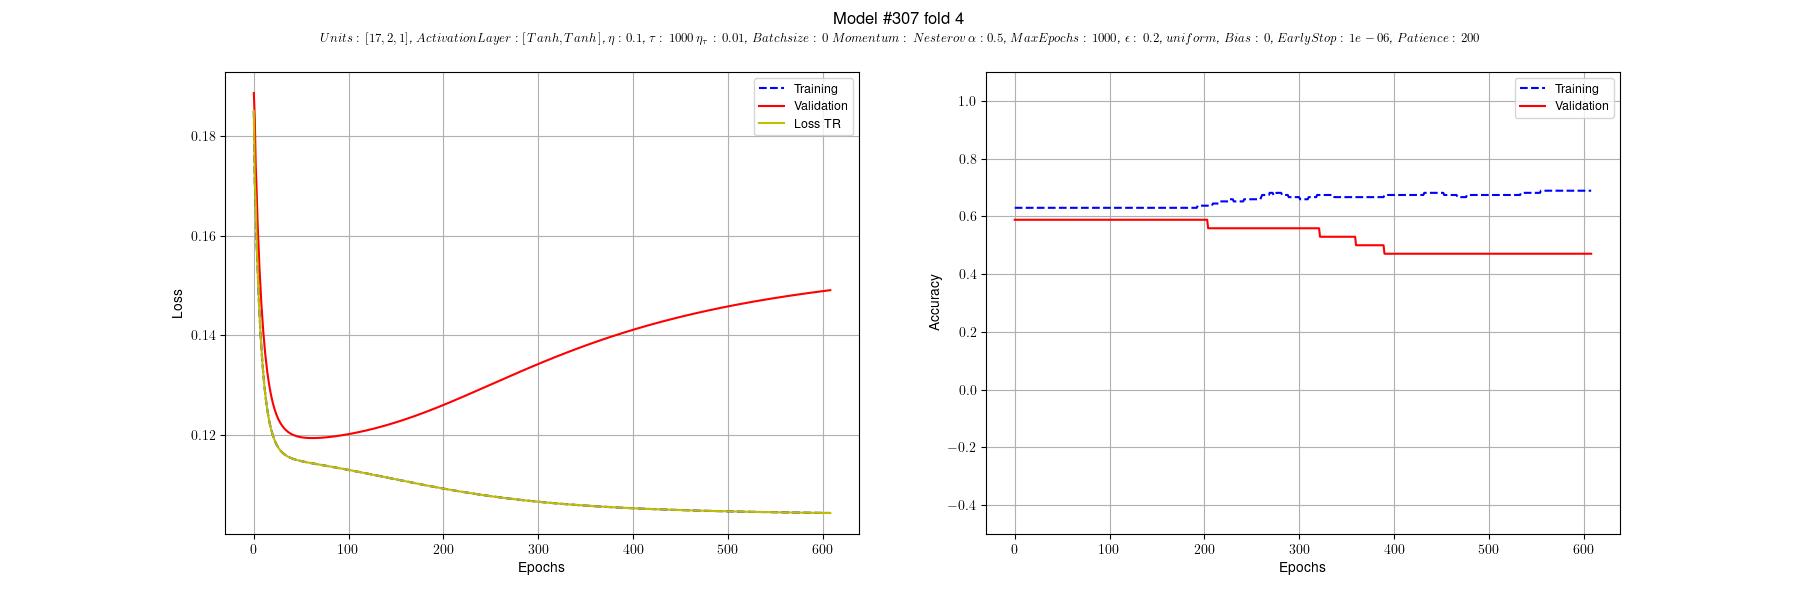 Model #307 fold 4
Units : [17, 2, 1], ActivationLayer : [Tanh, Tanh], η : 0.1, τ : 1000 η_τ : 0.01, Batchsize : 0 Momentum : Nesterov α : 0.5, MaxEpochs : 1000, ϵ : 0.2, uniform, Bias : 0, EarlyStop : 1e − 06, Patience : 200
Training
Validation
Loss TR
0.18
0.16
0.14
0.12
Loss
0 100 200 300 400 500 600
Epochs
Training
Validation
1.0
0.8
0.6
0.4
0.2
0.0
−0.2
−0.4
Accuracy
0 100 200 300 400 500 600
Epochs